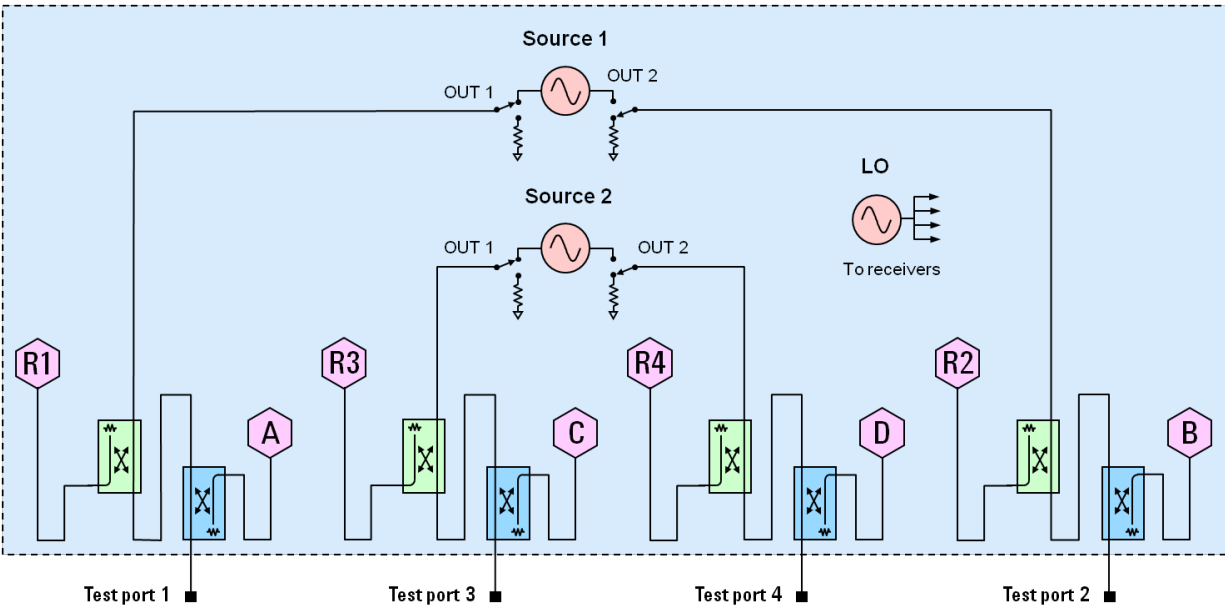 Source 1
OUT 1
OUT 2
LO
Source 2
OUT 1
OUT 2
To receivers
R1
R3
R4
R2
A
C
D
B
Test port 1
Test port 3
Test port 4
Test port 2